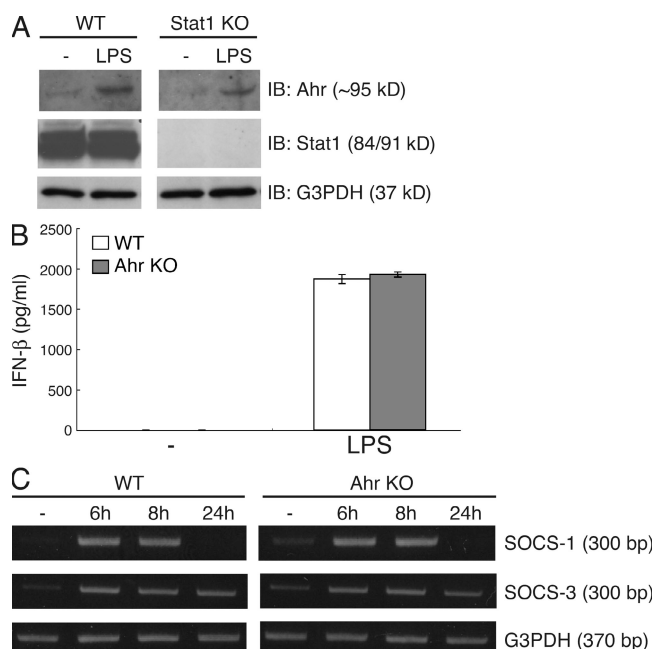 A
WT Stat1 KO
- LPS - LPS
IB: Ahr (~95 kD)
IB: Stat1 (84/91 kD)
IB: G3PDH (37 kD)
B
2500
2000
1500
1000
500
0
IFN-β (pg/ml)
WT
Ahr KO
- LPS
C
WT Ahr KO
- 6h 8h 24h - 6h 8h 24h
SOCS-1 (300 bp)
SOCS-3 (300 bp)
G3PDH (370 bp)